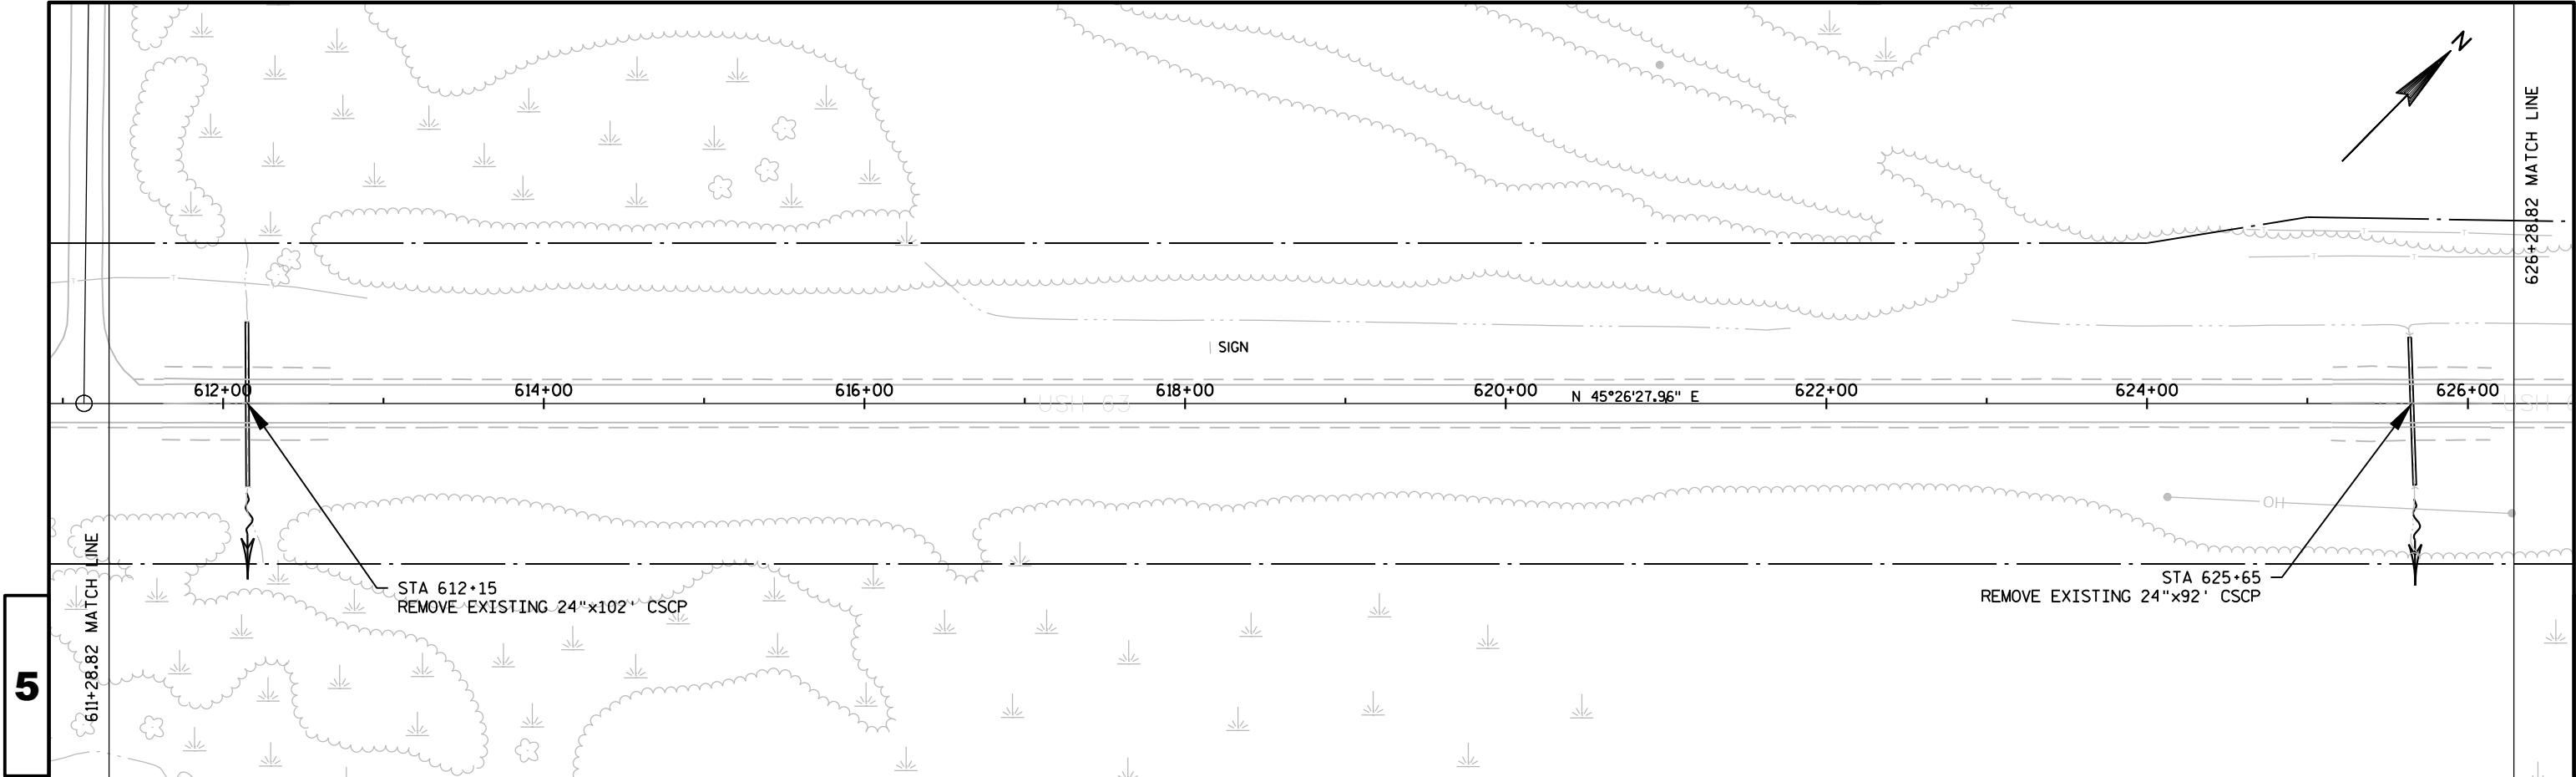 N
626+28.82 MATCH LINE
SIGN
612+00
614+00
616+00
618+00
620+00
N 45°26'27.96" E
622+00
624+00
626+00
USH 63
USH
OH
STA 612+15
REMOVE EXISTING 24"x102' CSCP
STA 625+65
REMOVE EXISTING 24"x92' CSCP
611+28.82 MATCH LINE
5
T
T
T
T
T
T
T
T